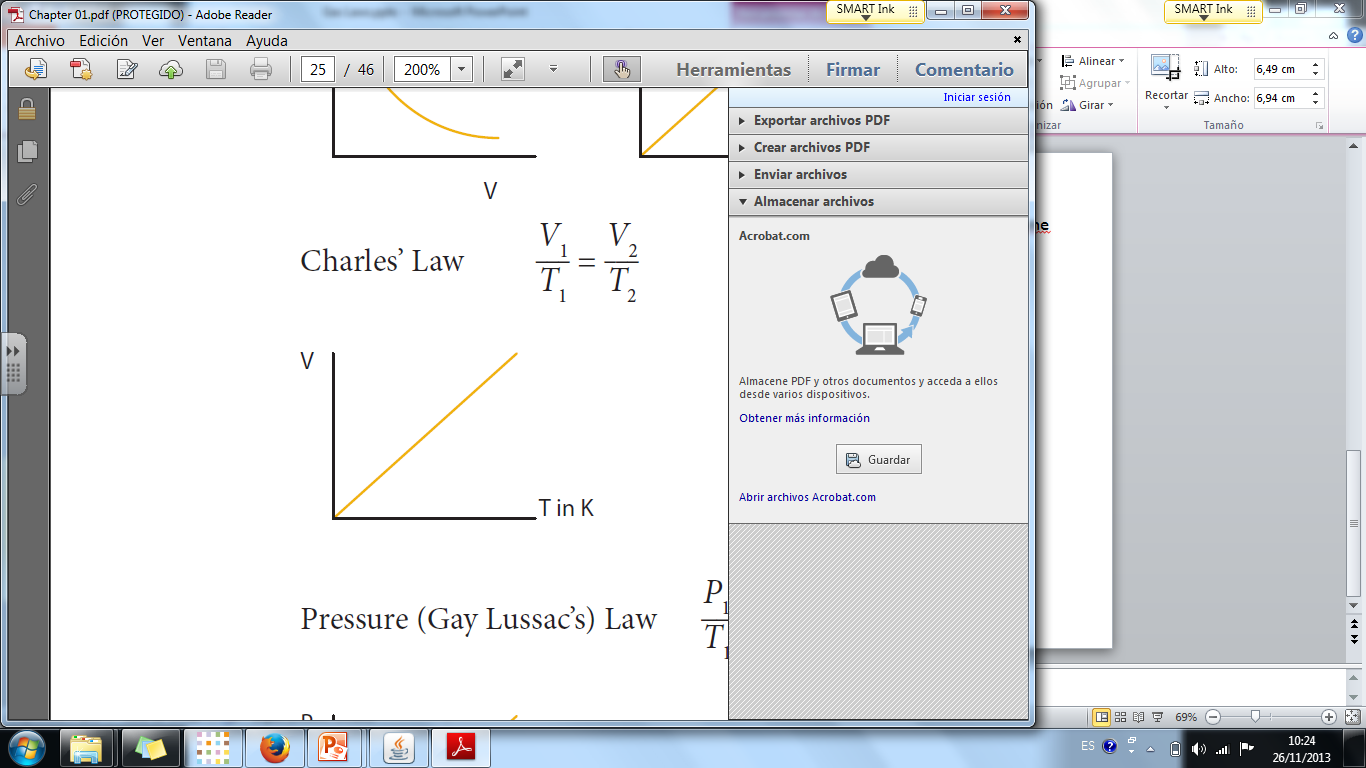 Chapter 01.pdf (PROTEGIDO) - Adobe Reader
SMART Ink
SMART Ink
Archivo Edición Ver Ventana Ayuda
25 / 46 200% Herramientas Firmar Comentario
Alinear
Agrupar
Girar
Recortar
Alto: 6,49 cm
Ancho: 6,94 cm
Tamaño
Iniciar sesión
Exportar archivos PDF
Crear archivos PDF
Enviar archivos
Almacenar archivos
Acrobat.com
Almacene PDF y otros documentos y acceda a ellos
desde varios dispositivos.
Obtener más información
Guardar
Abrir archivos Acrobat.com
V
Charles’ Law V1/T1 = V2/T2
V
T in K
Pressure (Gay Lussac’s) Law P1/T1
69%
ES
10:24
26/11/2013